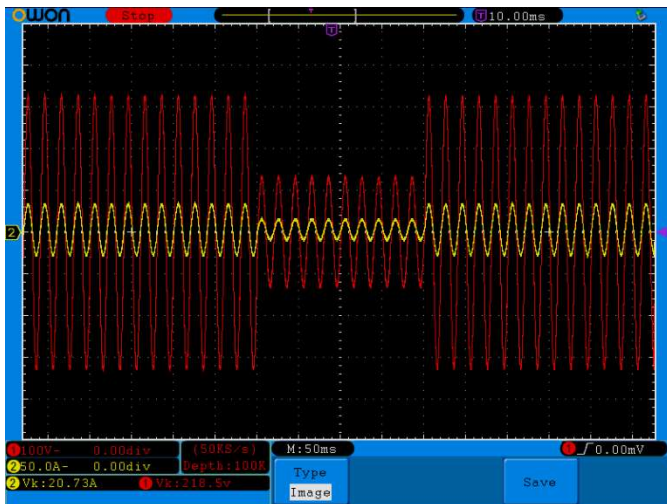 OWON Stop T 10.00ms
T
2
1 100V~ 0.00div (50KS/s) M:50ms 1 0.00mV
2 50.0A~ 0.00div Depth:100K
2 Vk:20.73A 1 Vk:218.5v
Type
Image
Save